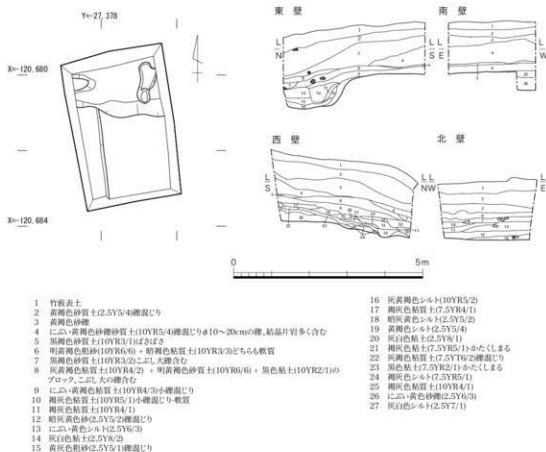 Y=-27,378
X=-120,680
X=-120,684
東 壁
L
N
L
S
南 壁
L
E
L
W
西 壁
L
S
L
N
北 壁
L
W
L
E
0
5m
1 竹藪表土
2 黄褐色砂質土(2.5Y5/4)礫混じり
3 黄褐色砂礫
4 にぶい黄褐色砂礫砂質土(10YR5/4)礫混じりφ10～20cmの礫、結晶片岩多く含む
5 黒褐色粘質土(10YR3/1)ばさばさ
6 明黄褐色粗砂(10YR6/6) + 暗褐色粘質土(10YR3/3)どちらも軟質
7 黒褐色粘質土(10YR3/2)こぶし大礫含む
8 灰黄褐色粘質土(10YR4/2) + 明黄褐色砂質土(10YR6/6) + 黒色粘土(10YR2/1)の
ブロック、こぶし大の礫含む
9 にぶい黄褐色粘質土(10YR4/3)小礫混じり
10 褐灰色粘質土(10YR5/1)小礫混じり・軟質
11 褐灰色粘質土(10YR4/1)
12 暗灰黄色砂(2.5Y5/2)礫混じり
13 にぶい黄色シルト(2.5Y6/3)
14 灰白色粘土(2.5Y8/2)
15 黄灰色粗砂(2.5Y5/1)礫混じり
16 灰黄褐色シルト(10YR5/2)
17 褐灰色粘質土(7.5YR4/1)
18 暗灰黄色シルト(2.5Y5/2)
19 黄褐色シルト(2.5Y5/4)
20 灰白色粘土(2.5Y8/1)
21 褐灰色粘土(7.5YR5/1)・かたくしまる
22 灰褐色粘質土(7.5YT6/2)礫混じり
23 黒色粘土(7.5YR2/1)・かたくしまる
24 褐灰色シルト(7.5YR5/1)
25 褐灰色粘質土(10YR4/1)
26 にぶい黄色砂礫(2.5Y6/3)
27 灰白色シルト(2.5Y7/1)